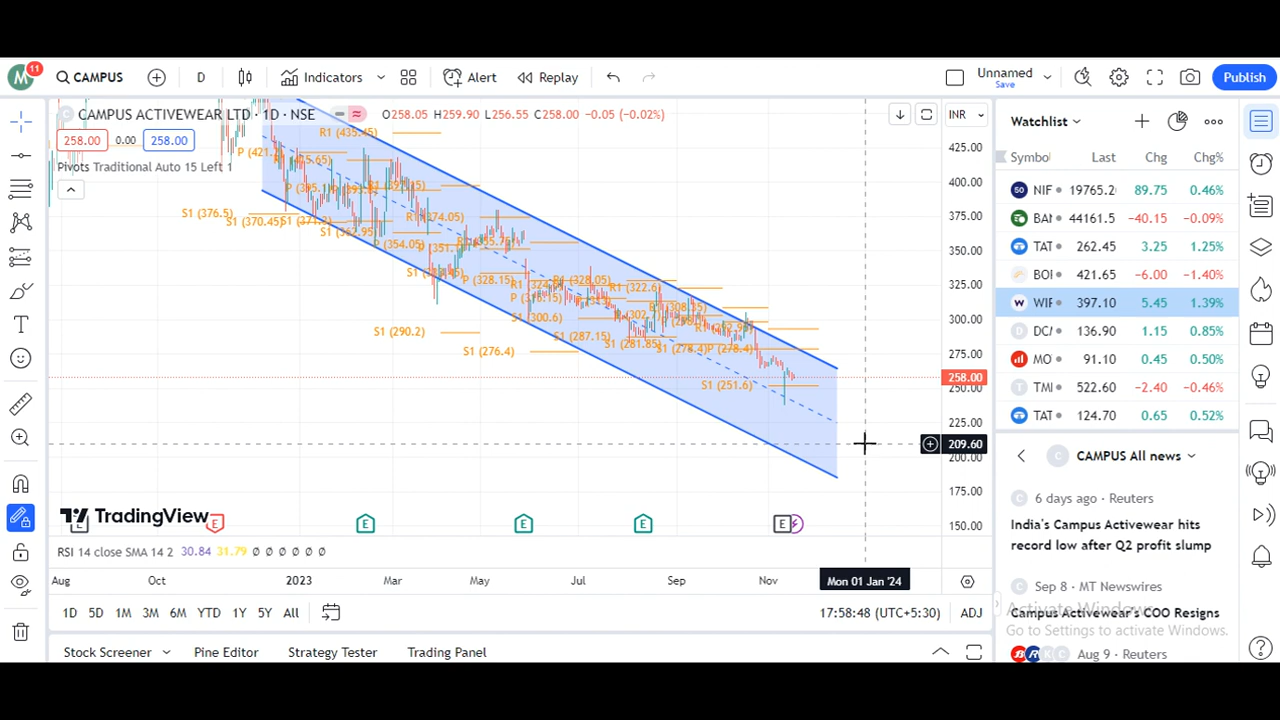 M 11 CAMPUS D Indicators Alert Replay Unnamed Save Publish
CAMPUS ACTIVEWEAR LTD · 1D · NSE O258.05 H259.90 L256.55 C258.00 -0.05 (-0.02%) INR
258.00 0.00 258.00
Pivots Traditional Auto 15 Left 1
R1 (435.45)
S1 (376.5)
S1 (370.45)
P (354.05)
R1 (374.05)
P (328.15)
S1 (290.2)
S1 (276.4)
S1 (300.6)
R1 (328.05)
R1 (322.6)
S1 (287.15)
S1 (281.85)
S1 (278.4)
P (278.4)
S1 (251.6)
425.00
400.00
375.00
350.00
325.00
300.00
275.00
258.00
250.00
225.00
209.60
200.00
175.00
150.00
TradingView
E E E E E
RSI 14 close SMA 14 2 30.84 31.79 Ø Ø Ø Ø Ø Ø
Aug Oct 2023 Mar May Jul Sep Nov Mon 01 Jan '24
1D 5D 1M 3M 6M YTD 1Y 5Y All 17:58:48 (UTC+5:30) ADJ
Stock Screener Pine Editor Strategy Tester Trading Panel
Watchlist
Symbol Last Chg Chg%
50 NIF 19765.2 89.75 0.46%
BAN 44161.5 -40.15 -0.09%
TAT 262.45 3.25 1.25%
BOI 421.65 -6.00 -1.40%
W WIF 397.10 5.45 1.39%
D DCM 136.90 1.15 0.85%
MO 91.10 0.45 0.50%
T TMI 522.60 -2.40 -0.46%
TAT 124.70 0.65 0.52%
C CAMPUS All news
C 6 days ago · Reuters
India's Campus Activewear hits
record low after Q2 profit slump
C Sep 8 · MT Newswires
Campus Activewear's COO Resigns
Activate Windows
Go to Settings to activate Windows.
Aug 9 · Reuters